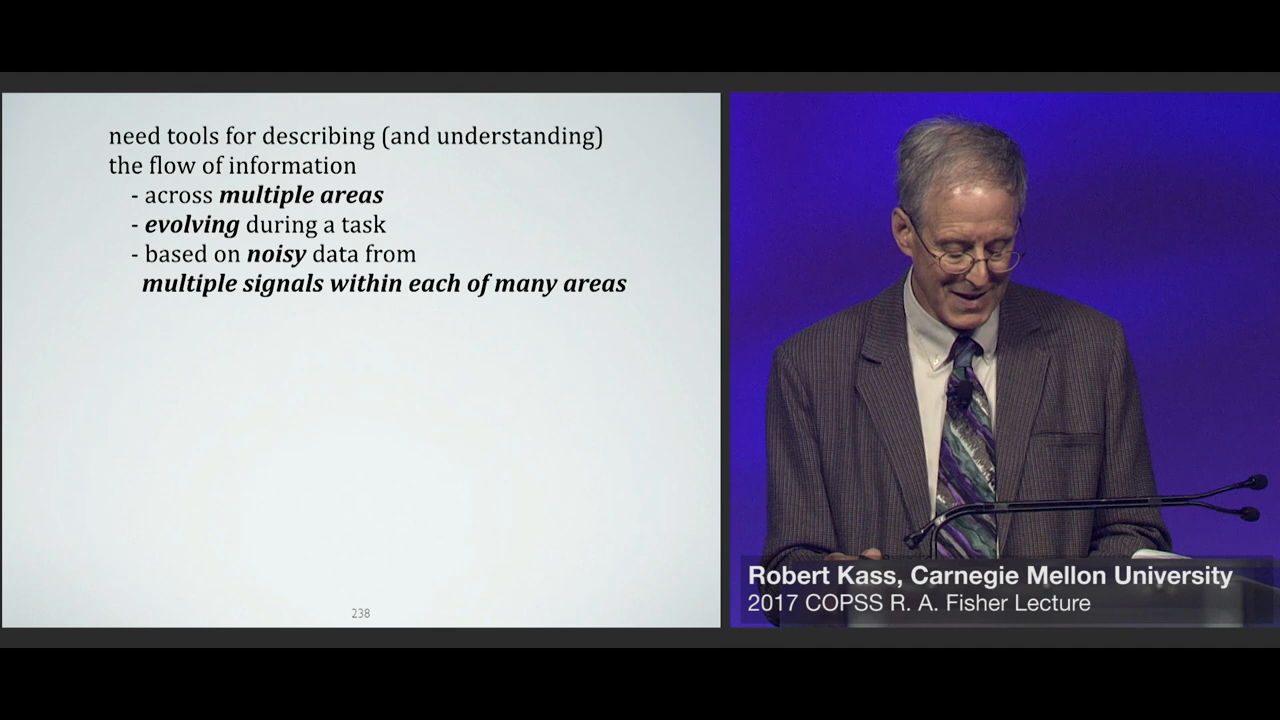 need tools for describing (and understanding)
the flow of information
- across multiple areas
- evolving during a task
- based on noisy data from
multiple signals within each of many areas
238
Robert Kass, Carnegie Mellon University
2017 COPSS R. A. Fisher Lecture